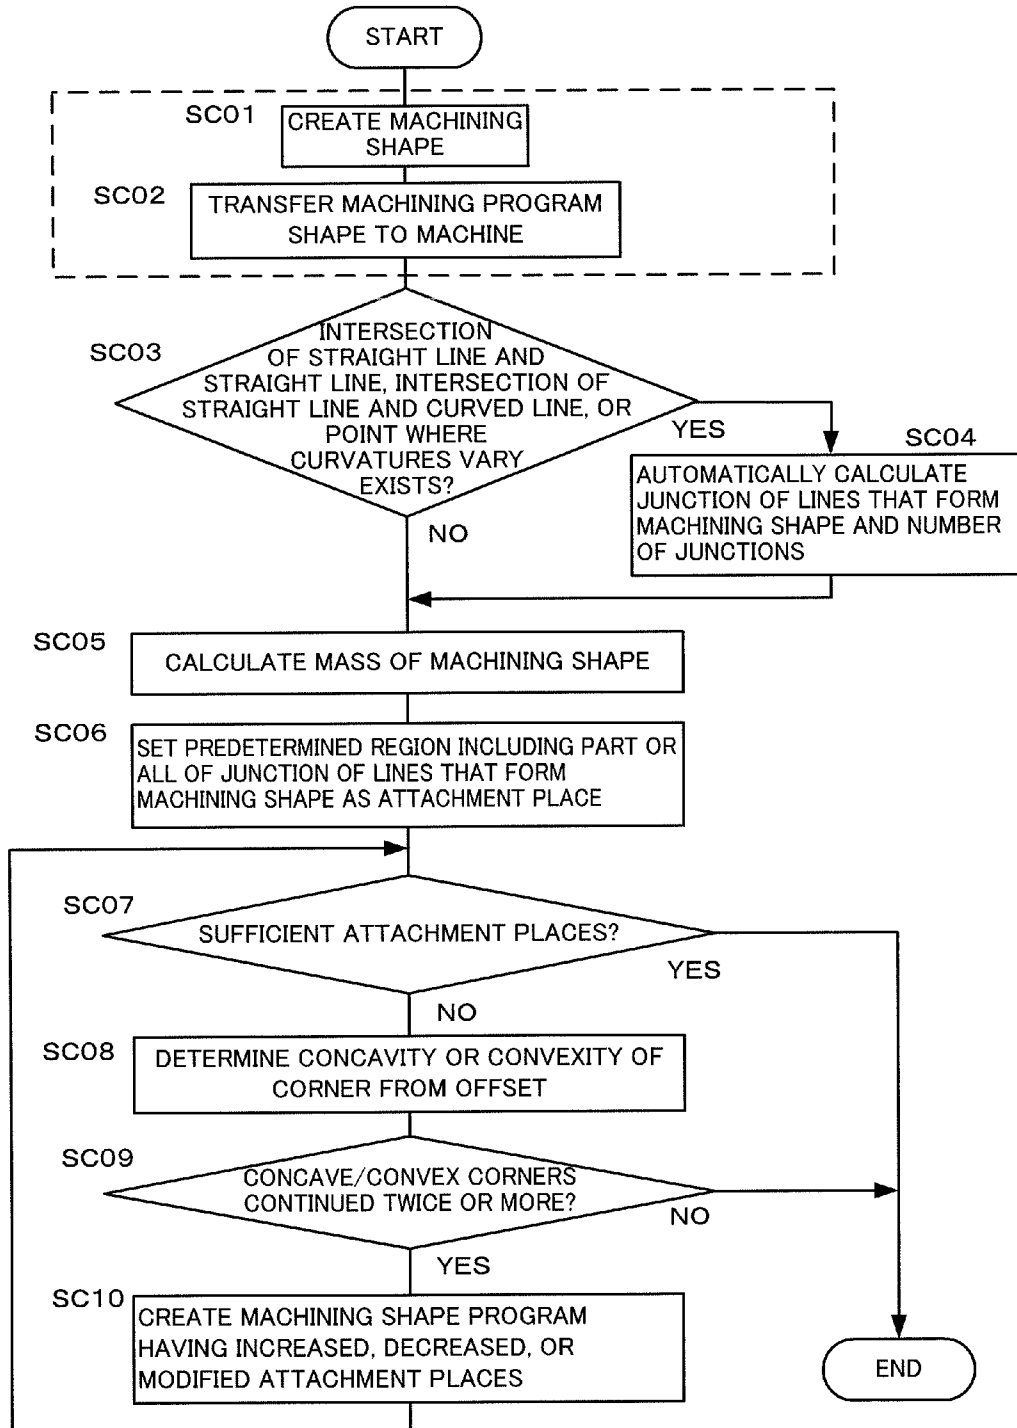 START
SC01
CREATE MACHINING
SHAPE
SC02
TRANSFER MACHINING PROGRAM
SHAPE TO MACHINE
SC03
INTERSECTION
OF STRAIGHT LINE AND
STRAIGHT LINE, INTERSECTION OF
STRAIGHT LINE AND CURVED LINE, OR
POINT WHERE
CURVATURES VARY
EXISTS?
YES
NO
SC04
AUTOMATICALLY CALCULATE
JUNCTION OF LINES THAT FORM
MACHINING SHAPE AND NUMBER
OF JUNCTIONS
SC05
CALCULATE MASS OF MACHINING SHAPE
SC06
SET PREDETERMINED REGION INCLUDING PART OR
ALL OF JUNCTION OF LINES THAT FORM
MACHINING SHAPE AS ATTACHMENT PLACE
SC07
SUFFICIENT ATTACHMENT PLACES?
YES
NO
SC08
DETERMINE CONCAVITY OR CONVEXITY OF
CORNER FROM OFFSET
SC09
CONCAVE/CONVEX CORNERS
CONTINUED TWICE OR MORE?
NO
YES
SC10
CREATE MACHINING SHAPE PROGRAM
HAVING INCREASED, DECREASED, OR
MODIFIED ATTACHMENT PLACES
END